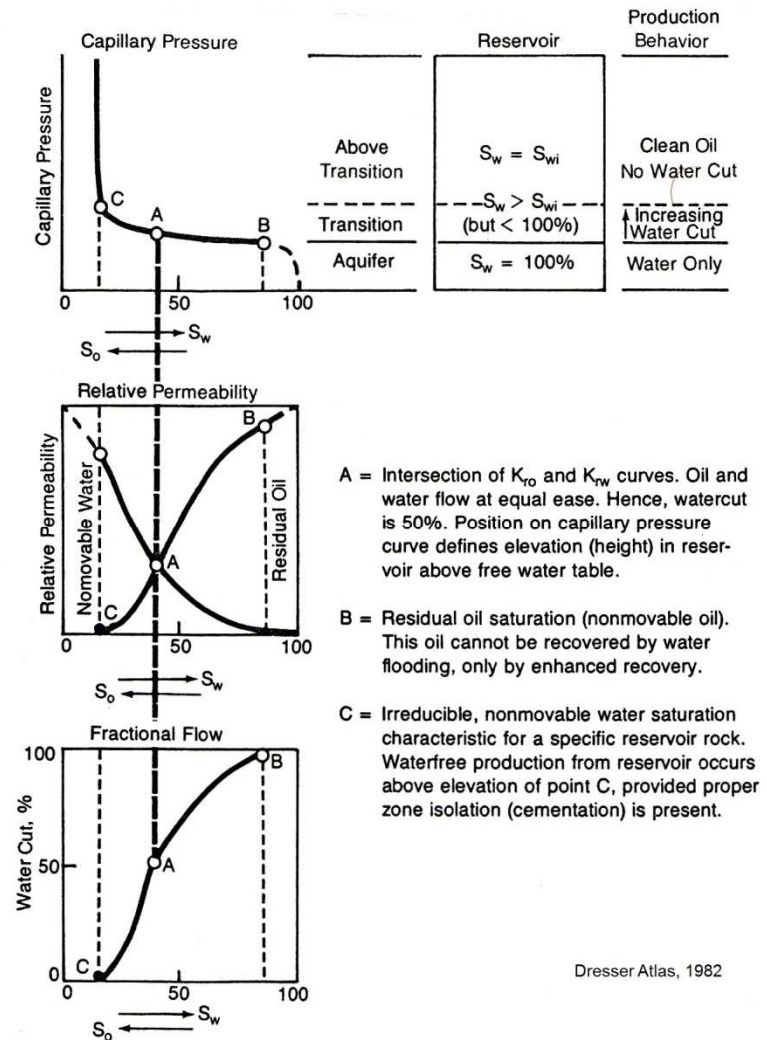 Capillary Pressure
Reservoir
Production
Behavior
Capillary Pressure
C
A
B
0
50
100
S_o
S_w
Above
Transition
S_w = S_wi
Clean Oil
No Water Cut
Transition
S_w > S_wi
(but < 100%)
Increasing
Water Cut
Aquifer
S_w = 100%
Water Only
Relative Permeability
Relative Permeability
Nomovable Water
Residual Oil
B
A
C
0
50
100
S_o
S_w
A = Intersection of K_ro and K_rw curves. Oil and
water flow at equal ease. Hence, watercut
is 50%. Position on capillary pressure
curve defines elevation (height) in reser-
voir above free water table.
B = Residual oil saturation (nonmovable oil).
This oil cannot be recovered by water
flooding, only by enhanced recovery.
C = Irreducible, nonmovable water saturation
characteristic for a specific reservoir rock.
Waterfree production from reservoir occurs
above elevation of point C, provided proper
zone isolation (cementation) is present.
Fractional Flow
Water Cut, %
100
50
0
B
A
C
0
50
100
S_o
S_w
Dresser Atlas, 1982